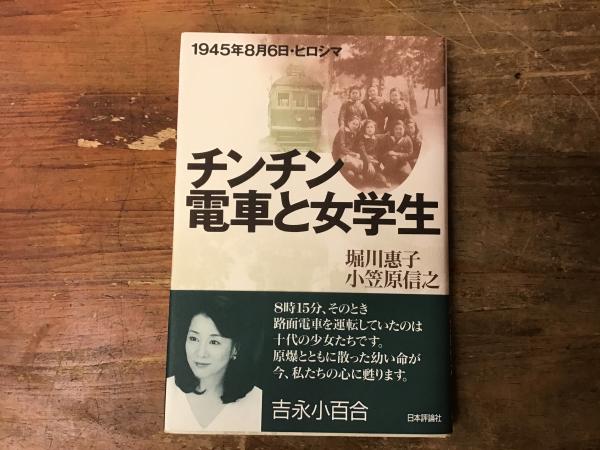 1945年8月6日・ヒロシマ
チンチン
電車と女学生
堀川惠子
小笠原信之
8時15分、そのとき
路面電車を運転していたのは
十代の少女たちです。
原爆とともに散った幼い命が
今、私たちの心に甦ります。
吉永小百合
日本評論社